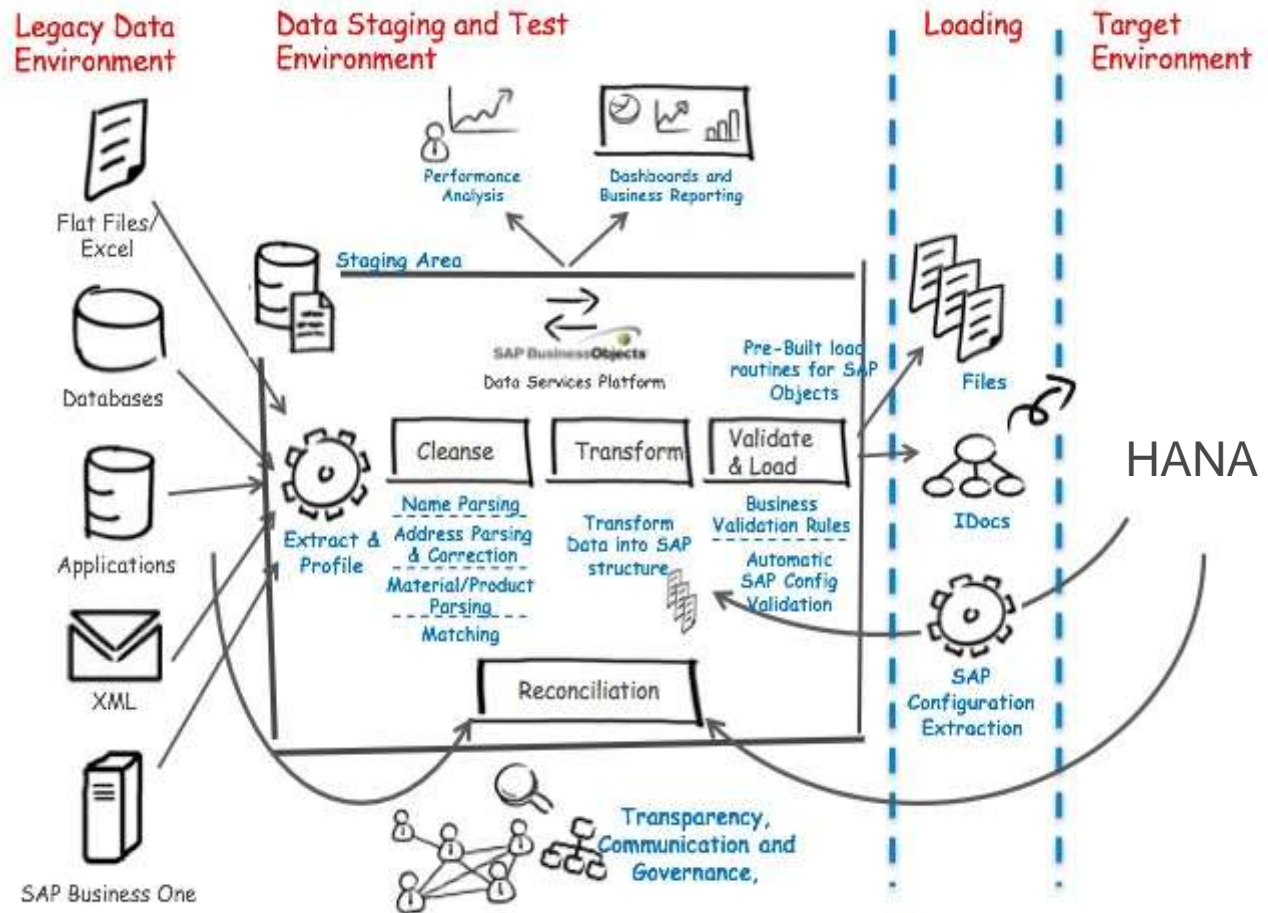 Legacy Data
Environment
Data Staging and Test
Environment
Loading
Target
Environment
Flat Files/
Excel
Databases
Applications
XML
SAP Business One
Performance
Analysis
Dashboards and
Business Reporting
Staging Area
SAP BusinessObjects
Data Services Platform
Pre-Built load
routines for SAP
Objects
Extract &
Profile
Cleanse
Name Parsing
Address Parsing
& Correction
Material/Product
Parsing
Matching
Transform
Transform
Data into SAP
structure
Validate
& Load
Business
Validation Rules
Automatic
SAP Config
Validation
Reconciliation
Transparency,
Communication and
Governance,
Files
IDocs
SAP
Configuration
Extraction
HANA